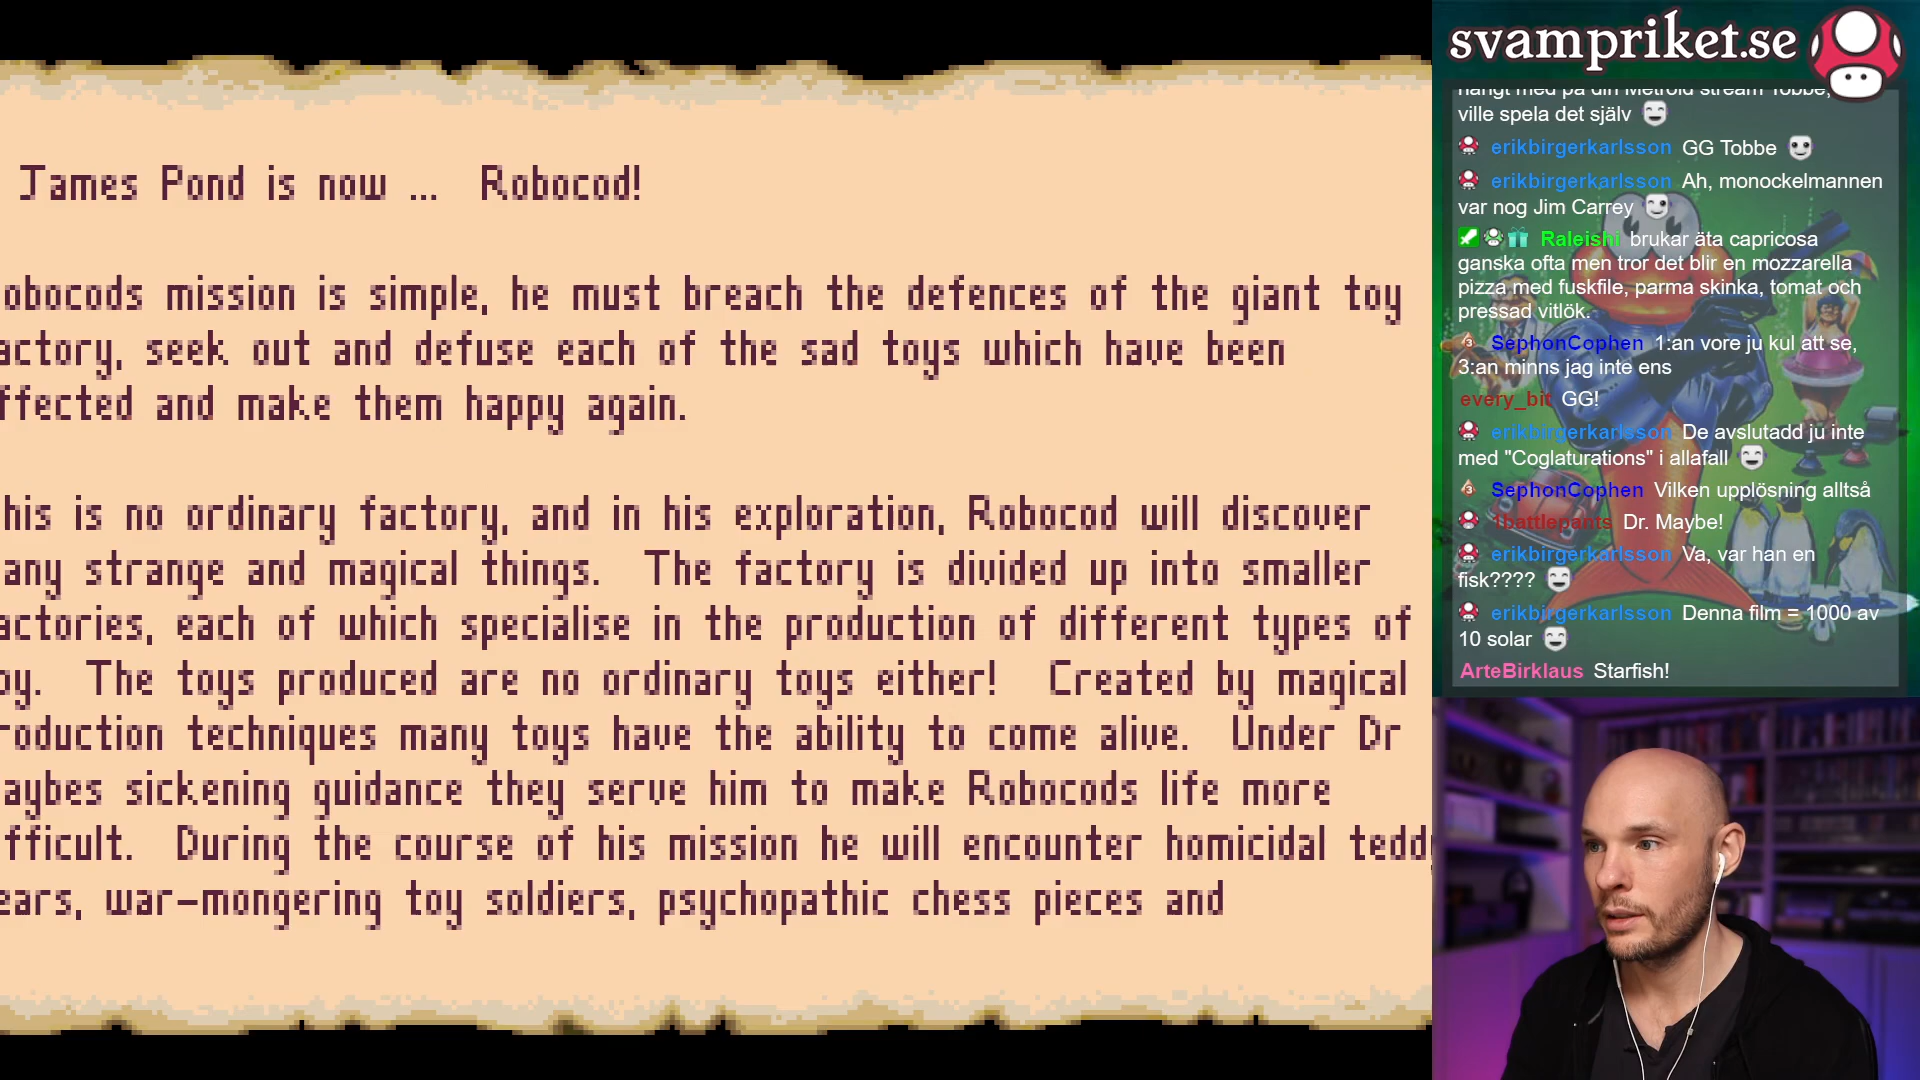 James Pond is now ... Robocod!
obocods mission is simple, he must breach the defences of the giant toy
actory, seek out and defuse each of the sad toys which have been
ffected and make them happy again.
his is no ordinary factory, and in his exploration, Robocod will discover
any strange and magical things. The factory is divided up into smaller
actories, each of which specialise in the production of different types of
oy. The toys produced are no ordinary toys either! Created by magical
roduction techniques many toys have the ability to come alive. Under Dr
aybes sickening guidance they serve him to make Robocods life more
fficult. During the course of his mission he will encounter homicidal teddy
ears, war-mongering toy soldiers, psychopathic chess pieces and
svampriket.se
hängt med på din Metroid stream Tobbe,
ville spela det själv
erikbirgerkarlsson GG Tobbe
erikbirgerkarlsson Ah, monockelmannen
var nog Jim Carrey
Raleishi brukar äta capricosa
ganska ofta men tror det blir en mozzarella
pizza med fuskfile, parma skinka, tomat och
pressad vitlök.
SephonCophen 1:an vore ju kul att se,
3:an minns jag inte ens
every_bit GG!
erikbirgerkarlsson De avslutadd ju inte
med "Coglaturations" i allafall
SephonCophen Vilken upplösning alltså
1battlepants Dr. Maybe!
erikbirgerkarlsson Va, var han en
fisk????
erikbirgerkarlsson Denna film = 1000 av
10 solar
ArteBirklaus Starfish!